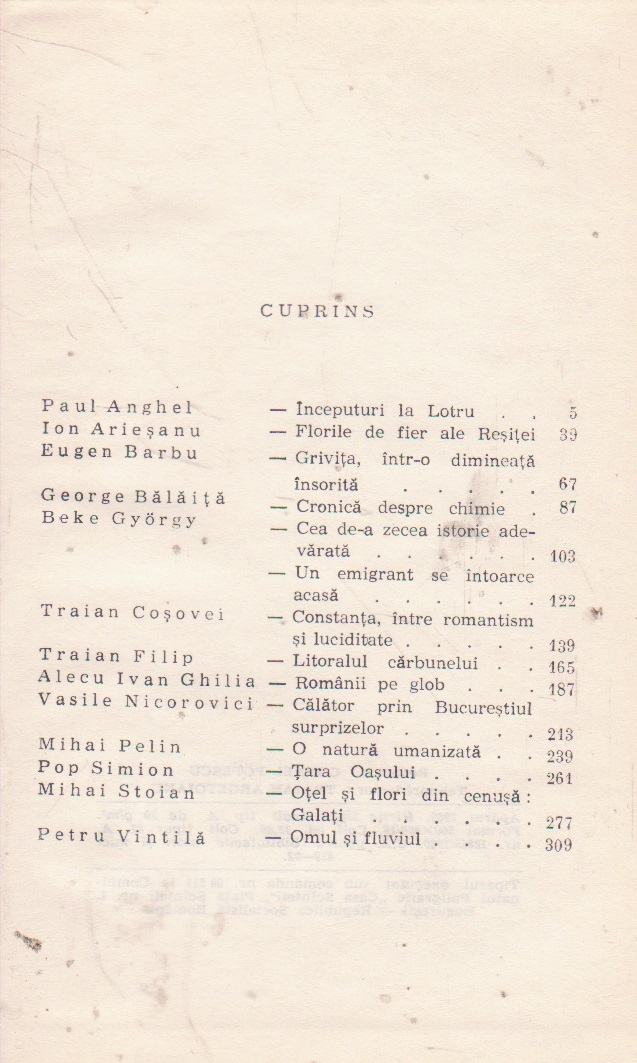 CUPRINS
Paul Anghel — Începuturi la Lotru . . 5
Ion Arieşanu — Florile de fier ale Reşiţei 39
Eugen Barbu — Griviţa, într-o dimineaţă
însorită . . . . . 67
George Bălăiţă — Cronică despre chimie . 87
Beke György — Cea de-a zecea istorie ade-
vărată . . . . . . 103
— Un emigrant se întoarce
acasă . . . . . . 122
Traian Coşovei — Constanţa, între romantism
şi luciditate . . . . . 139
Traian Filip — Litoralul cărbunelui . . 165
Alecu Ivan Ghilia — Românii pe glob . . . 187
Vasile Nicorovici — Călător prin Bucureştiul
surprizelor . . . . . 213
Mihai Pelin — O natură umanizată . . 239
Pop Simion — Ţara Oaşului . . . . 261
Mihai Stoian — Oţel şi flori din cenuşă :
Galaţi . . . . . . 277
Petru Vintilă — Omul şi fluviul . . . . 309